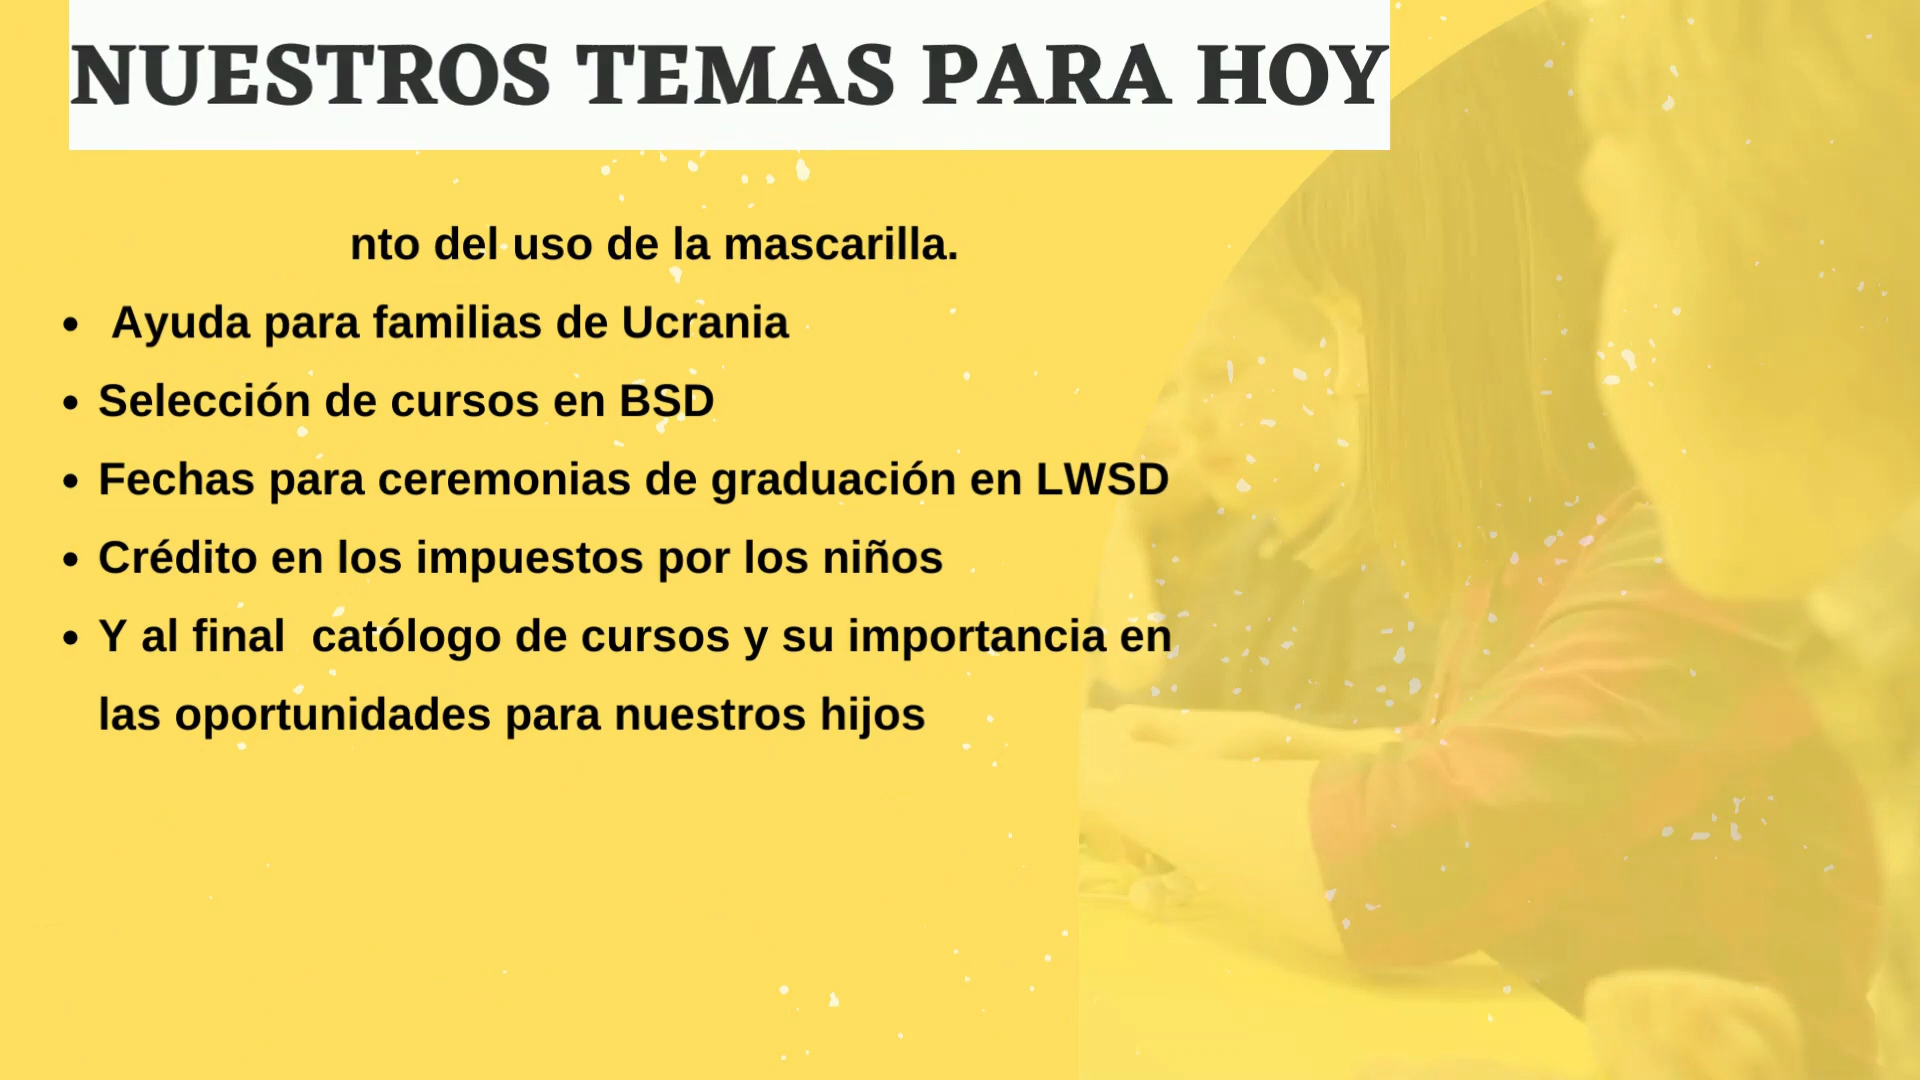 NUESTROS TEMAS PARA HOY
nto del uso de la mascarilla.
• Ayuda para familias de Ucrania
• Selección de cursos en BSD
• Fechas para ceremonias de graduación en LWSD
• Crédito en los impuestos por los niños
• Y al final católogo de cursos y su importancia en
las oportunidades para nuestros hijos